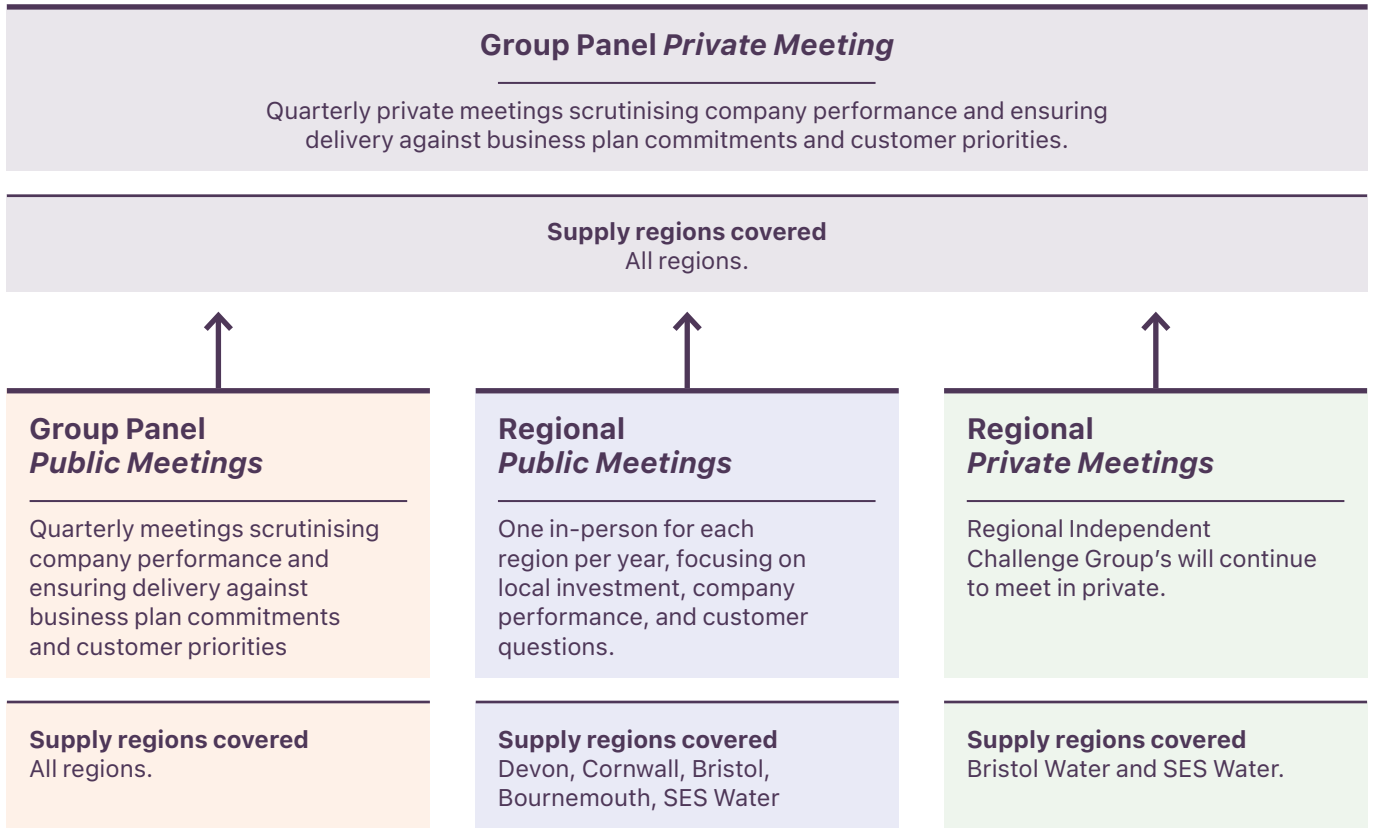 Group Panel Private Meeting
Quarterly private meetings scrutinising company performance and ensuring
delivery against business plan commitments and customer priorities.
Supply regions covered
All regions.
Group Panel
Public Meetings
Quarterly meetings scrutinising
company performance and
ensuring delivery against
business plan commitments
and customer priorities
Supply regions covered
All regions.
Regional
Public Meetings
One in-person for each
region per year, focusing on
local investment, company
performance, and customer
questions.
Supply regions covered
Devon, Cornwall, Bristol,
Bournemouth, SES Water
Regional
Private Meetings
Regional Independent
Challenge Group’s will continue
to meet in private.
Supply regions covered
Bristol Water and SES Water.